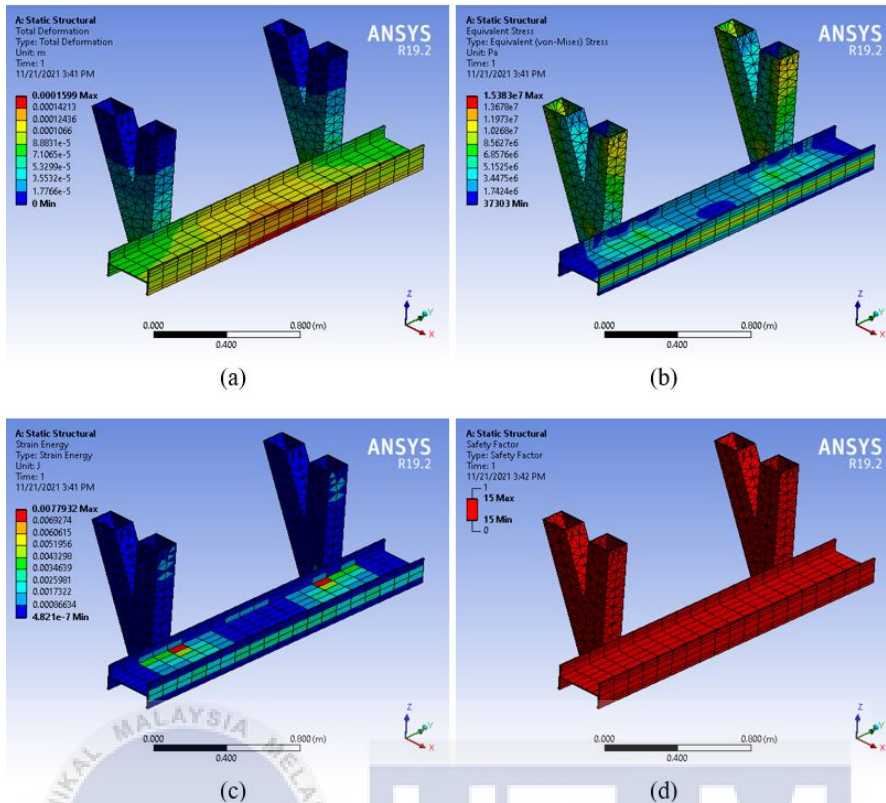 A: Static Structural
Total Deformation
Type: Total Deformation
Unit: m
Time: 1
11/21/2021 3:41 PM
0.0001599 Max
0.00014213
0.00012436
0.0001066
8.8831e-5
7.1065e-5
5.3299e-5
3.5532e-5
1.7766e-5
0 Min
ANSYS
R19.2
0.000
0.800 (m)
0.400
Z
Y
X
(a)
A: Static Structural
Equivalent Stress
Type: Equivalent (von-Mises) Stress
Unit: Pa
Time: 1
11/21/2021 3:41 PM
1.5383e7 Max
1.3678e7
1.1973e7
1.0268e7
8.5627e6
6.8576e6
5.1525e6
3.4475e6
1.7424e6
37303 Min
ANSYS
R19.2
0.000
0.800 (m)
0.400
Z
Y
X
(b)
A: Static Structural
Strain Energy
Type: Strain Energy
Unit: J
Time: 1
11/21/2021 3:41 PM
0.0077932 Max
0.0069274
0.0060615
0.0051956
0.0043298
0.0034639
0.0025981
0.0017322
0.00086634
4.821e-7 Min
ANSYS
R19.2
0.000
0.800 (m)
0.400
Z
Y
X
(c)
A: Static Structural
Safety Factor
Type: Safety Factor
Time: 1
11/21/2021 3:42 PM
1
15 Max
15 Min
0
ANSYS
R19.2
0.000
0.800 (m)
0.400
Z
Y
X
(d)
MALAYSIA